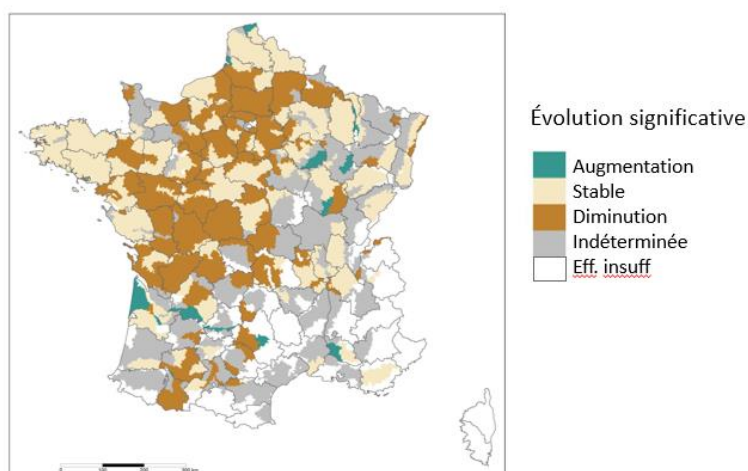 Évolution significative
Augmentation
Stable
Diminution
Indéterminée
Eff. insuff